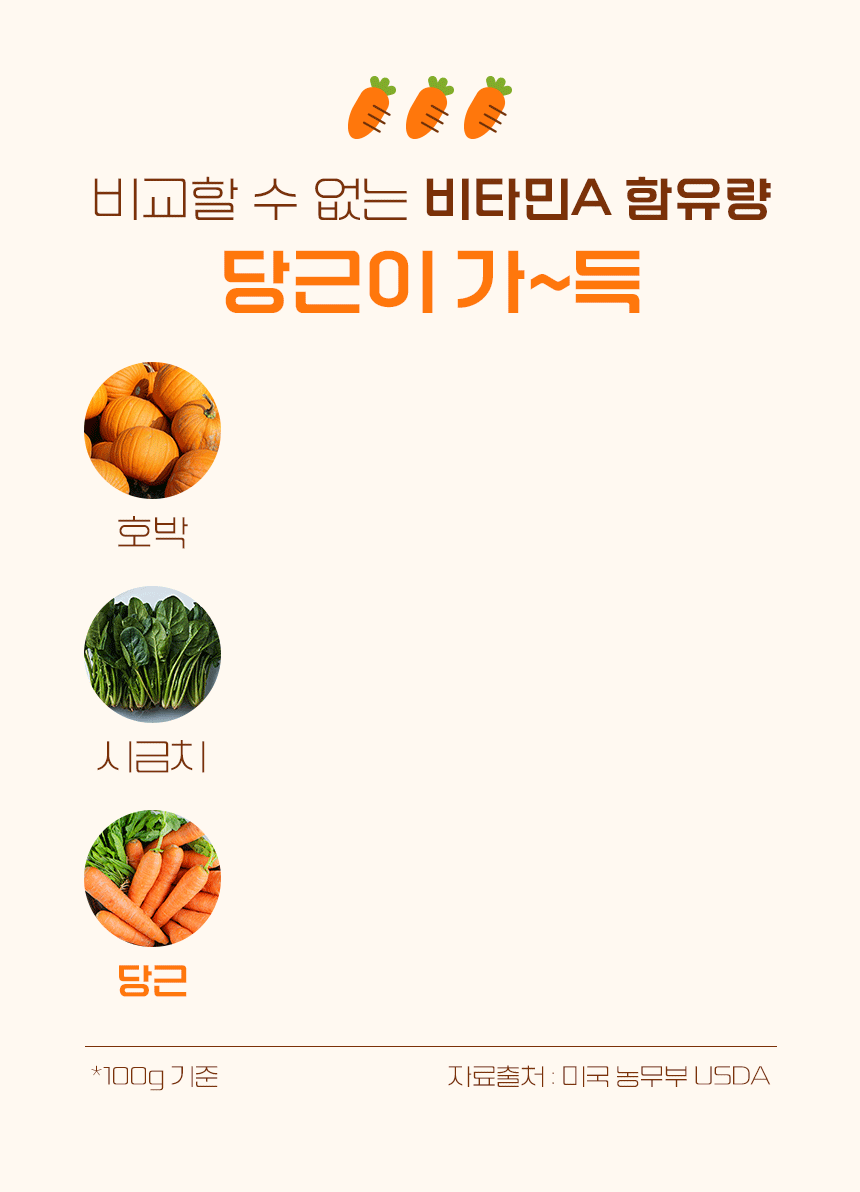 비교할 수 없는 비타민A 함유량
당근이 가~득
호박
시금치
당근
*100g 기준
자료출처 : 미국 농무부 USDA